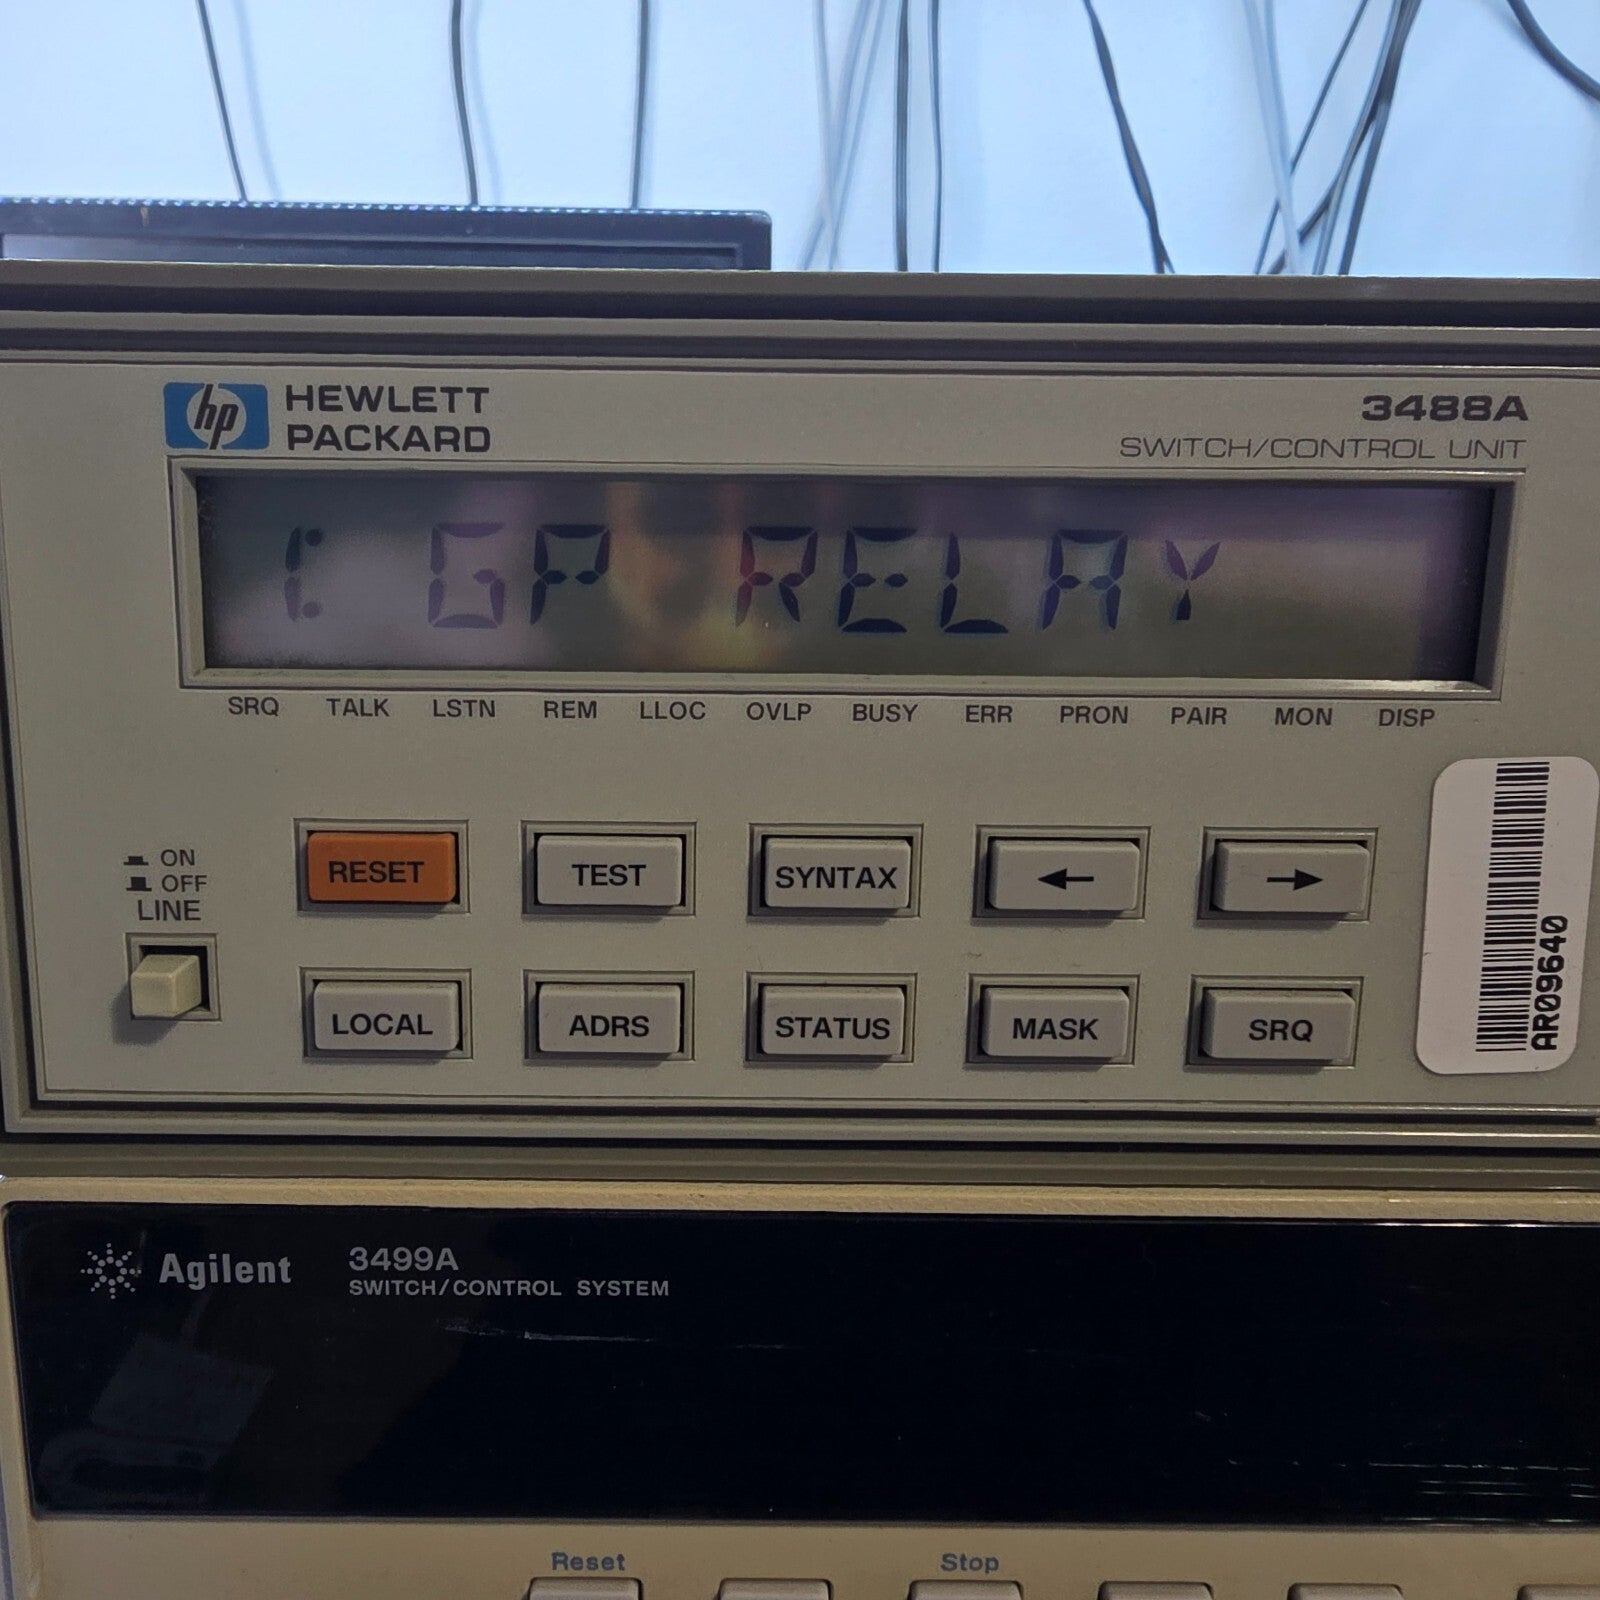 hp HEWLETT
PACKARD
3488A
SWITCH/CONTROL UNIT
1: GP RELAY
SRQ TALK LSTN REM LLOC OVLP BUSY ERR PRON PAIR MON DISP
ON
OFF
LINE
RESET TEST SYNTAX ← →
LOCAL ADRS STATUS MASK SRQ
AR09640
Agilent 3499A
SWITCH/CONTROL SYSTEM
Reset Stop